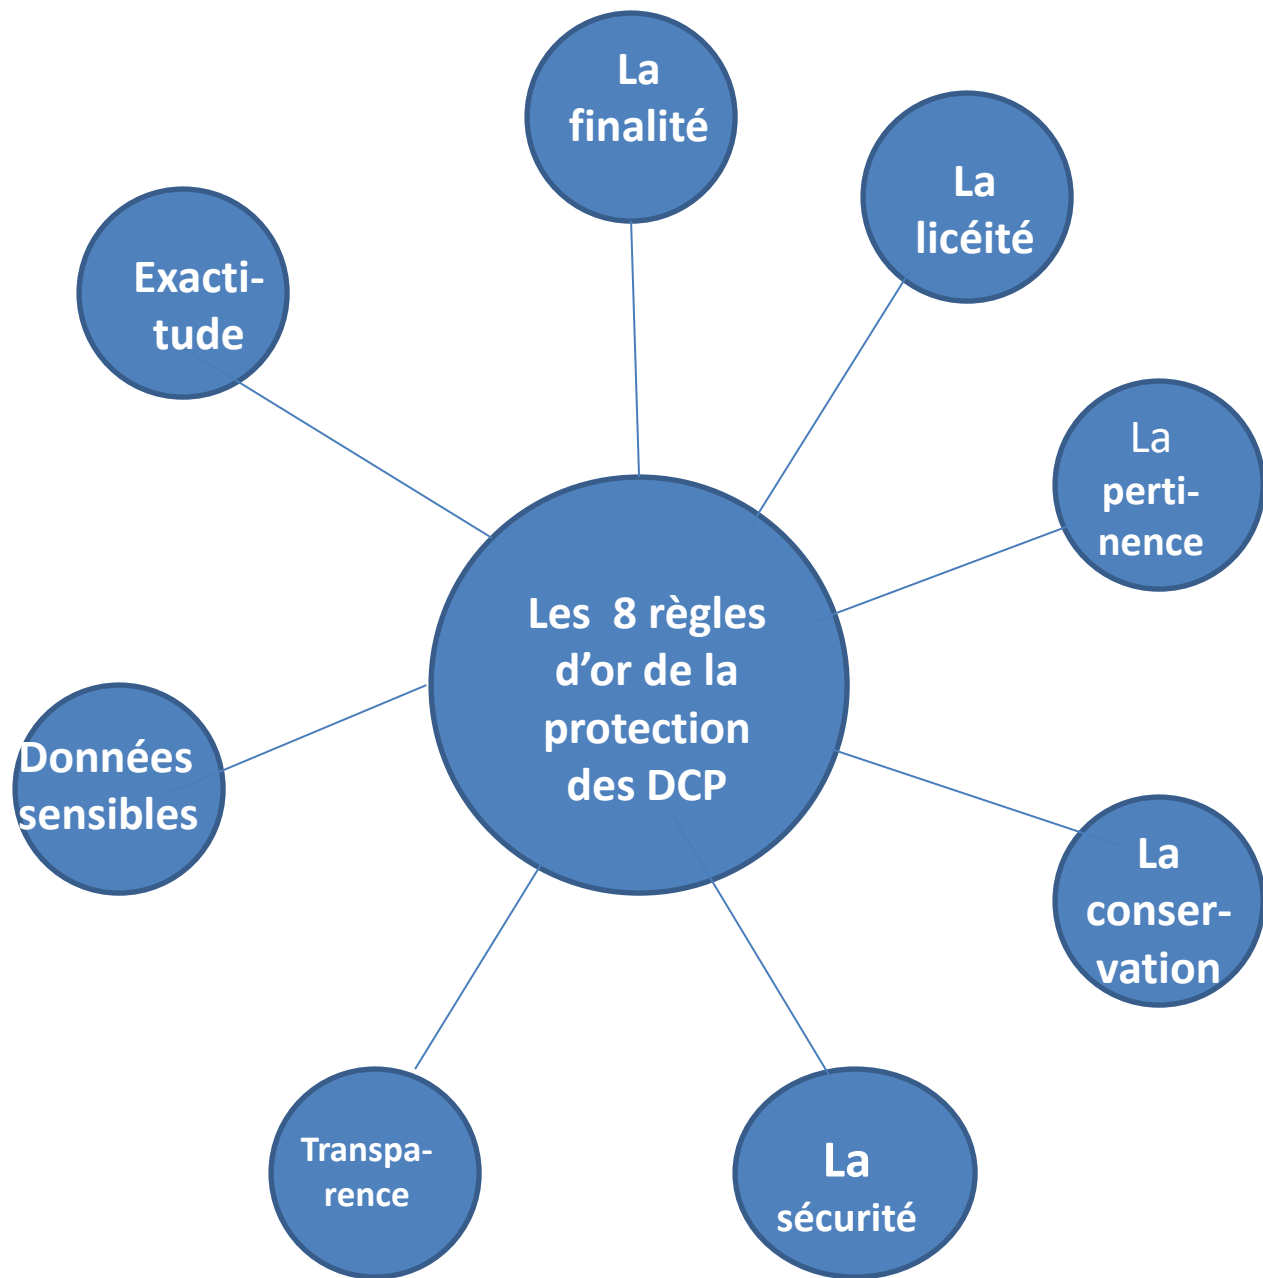 La
finalité
La
licéité
Exacti-
tude
La
perti-
nence
Les  8 règles
d’or de la
protection
des DCP
Données
sensibles
La
conser-
vation
Transpa-
rence
La
sécurité